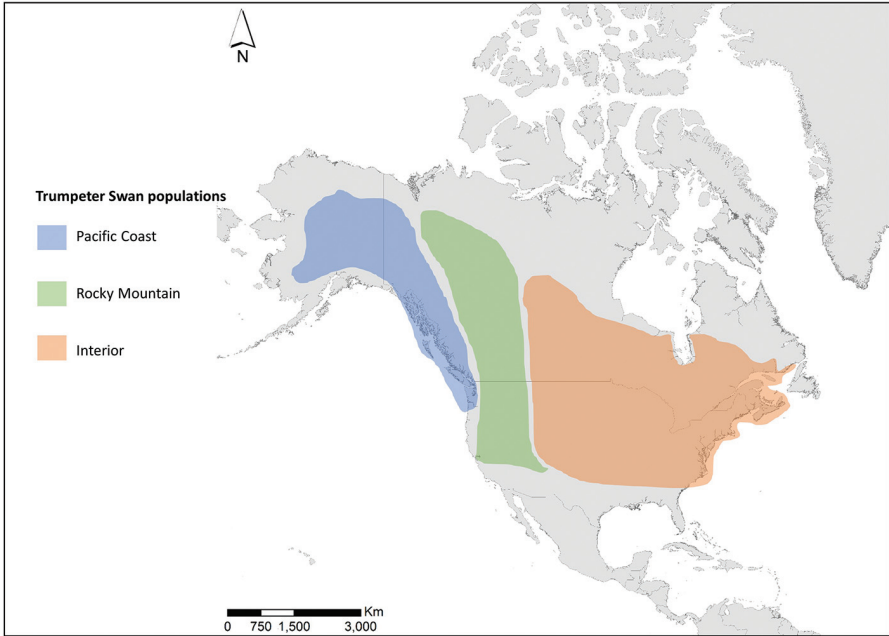 N
Trumpeter Swan populations
Pacific Coast
Rocky Mountain
Interior
Km
0 750 1,500 3,000